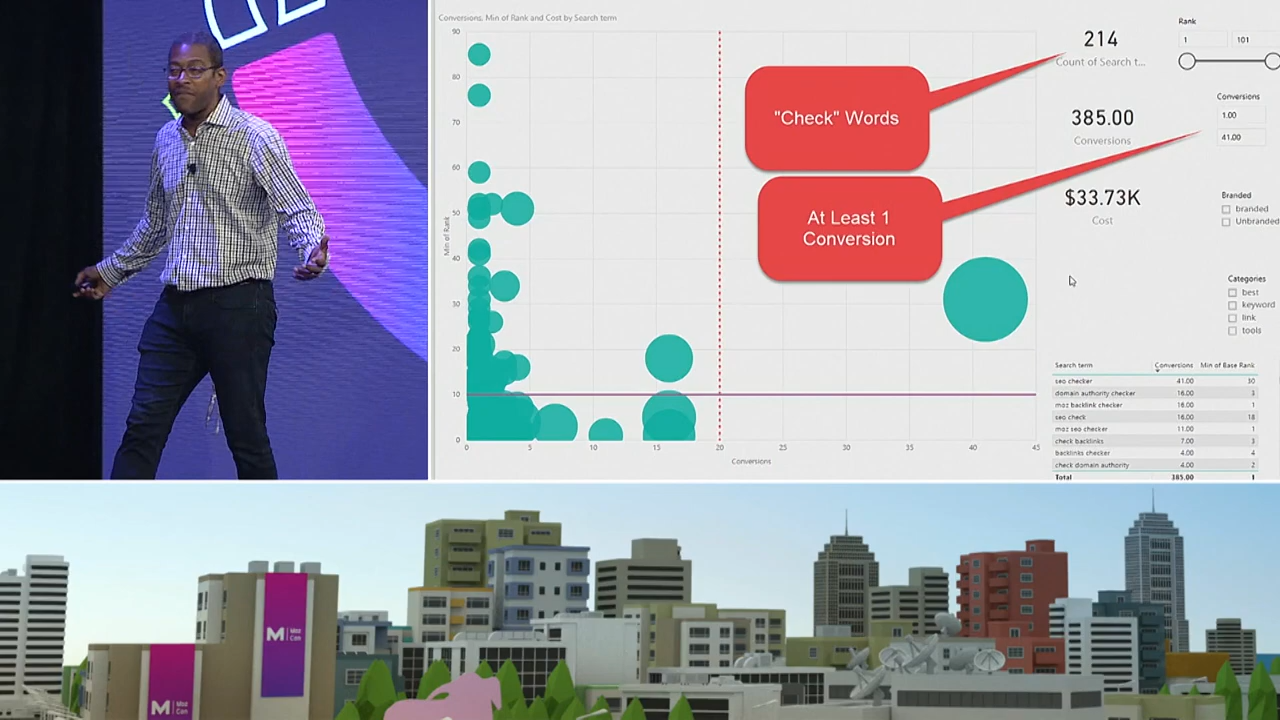 Conversions, Min of Rank and Cost by Search term
90
80
70
60
50
40
30
20
10
0
Min of Rank
0 5 10 15 20 25 30 35 40 45
Conversions
"Check" Words
At Least 1
Conversion
214
Count of Search t...
385.00
Conversions
$33.73K
Cost
Rank
1 101
Conversions
1.00
41.00
Branded
branded
Unbranded
Categories
best
keyword
link
tools
Search term Conversions Min of Base Rank
seo checker 41.00 30
domain authority checker 16.00 3
moz backlink checker 16.00 1
seo check 16.00 18
moz seo checker 11.00 1
check backlinks 7.00 3
backlinks checker 4.00 4
check domain authority 4.00 2
Total 385.00 1
M Moz
Con
M Moz
Con